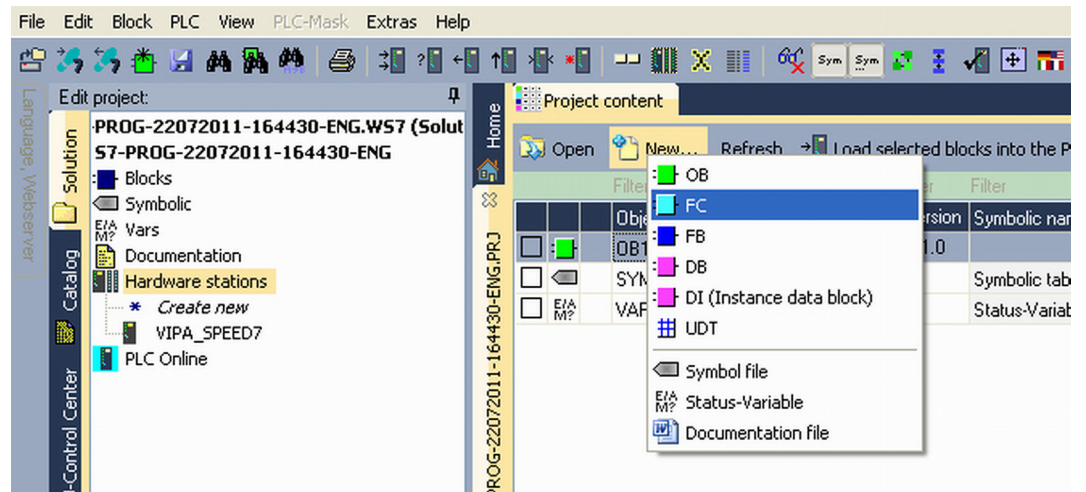 File Edit Block PLC View PLC-Mask Extras Help
Sym Sym
Language, Webserver
Solution
Catalog
-Control Center
Edit project:
-PROG-22072011-164430-ENG.WS7 (Solut
S7-PROG-22072011-164430-ENG
Blocks
Symbolic
E/A M? Vars
Documentation
Hardware stations
* Create new
VIPA_SPEED7
PLC Online
Home
PROG-22072011-164430-ENG.PRJ
Project content
Open New... Refresh Load selected blocks into the P
Filter Filter
Obje rsion Symbolic nam
OB1 1.0
SYM Symbolic tab
E/A M? VAR Status-Variab
OB
FC
FB
DB
DI (Instance data block)
UDT
Symbol file
E/A M? Status-Variable
Documentation file